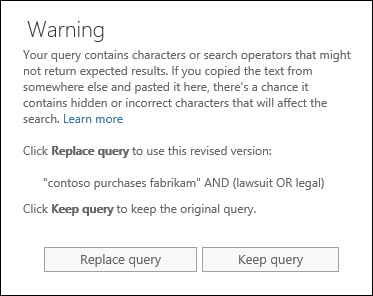 Warning
Your query contains characters or search operators that might
not return expected results. If you copied the text from
somewhere else and pasted it here, there's a chance it
contains hidden or incorrect characters that will affect the
search. Learn more
Click Replace query to use this revised version:
"contoso purchases fabrikam" AND (lawsuit OR legal)
Click Keep query to keep the original query.
Replace query
Keep query